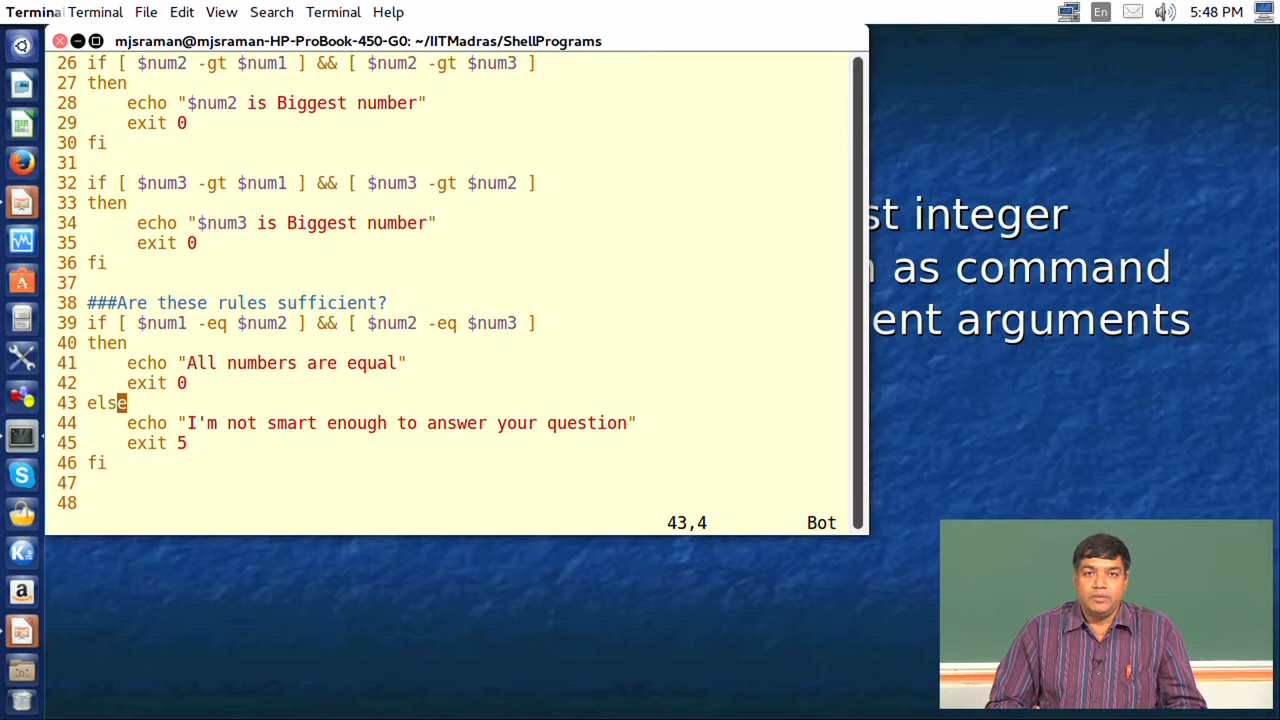 Terminal Terminal File Edit View Search Terminal Help En 5:48 PM
mjsraman@mjsraman-HP-ProBook-450-G0: ~/IITMadras/ShellPrograms
26 if [ $num2 -gt $num1 ] && [ $num2 -gt $num3 ]
27 then
28     echo "$num2 is Biggest number"
29     exit 0
30 fi
31
32 if [ $num3 -gt $num1 ] && [ $num3 -gt $num2 ]
33 then
34      echo "$num3 is Biggest number"
35      exit 0
36 fi
37
38 ###Are these rules sufficient?
39 if [ $num1 -eq $num2 ] && [ $num2 -eq $num3 ]
40 then
41     echo "All numbers are equal"
42     exit 0
43 else
44     echo "I'm not smart enough to answer your question"
45     exit 5
46 fi
47
48
43,4 Bot
st integer
as command
ent arguments